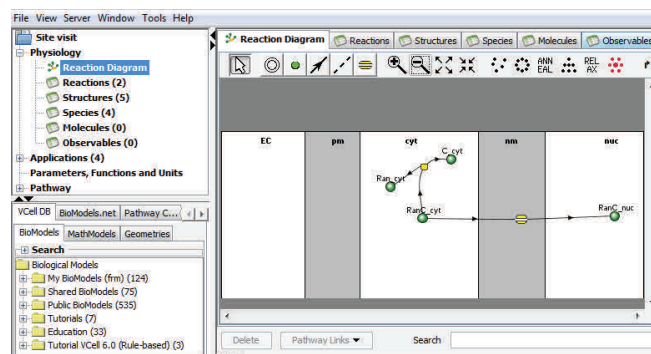 File View Server Window Tools Help
Site visit
Physiology
Reaction Diagram
Reactions (2)
Structures (5)
Species (4)
Molecules (0)
Observables (0)
Applications (4)
Parameters, Functions and Units
Pathway
VCell DB BioModels.net Pathway C...
BioModels MathModels Geometries
Search
Biological Models
My BioModels (frm) (124)
Shared BioModels (75)
Public BioModels (535)
Tutorials (7)
Education (33)
Tutorial VCell 6.0 (Rule-based) (3)
Reaction Diagram Reactions Structures Species Molecules Observables
ANN EAL REL AX
EC pm cyt nm nuc
C_cyt
Ran_cyt
RanC_cyt RanC_nuc
Delete Pathway Links Search